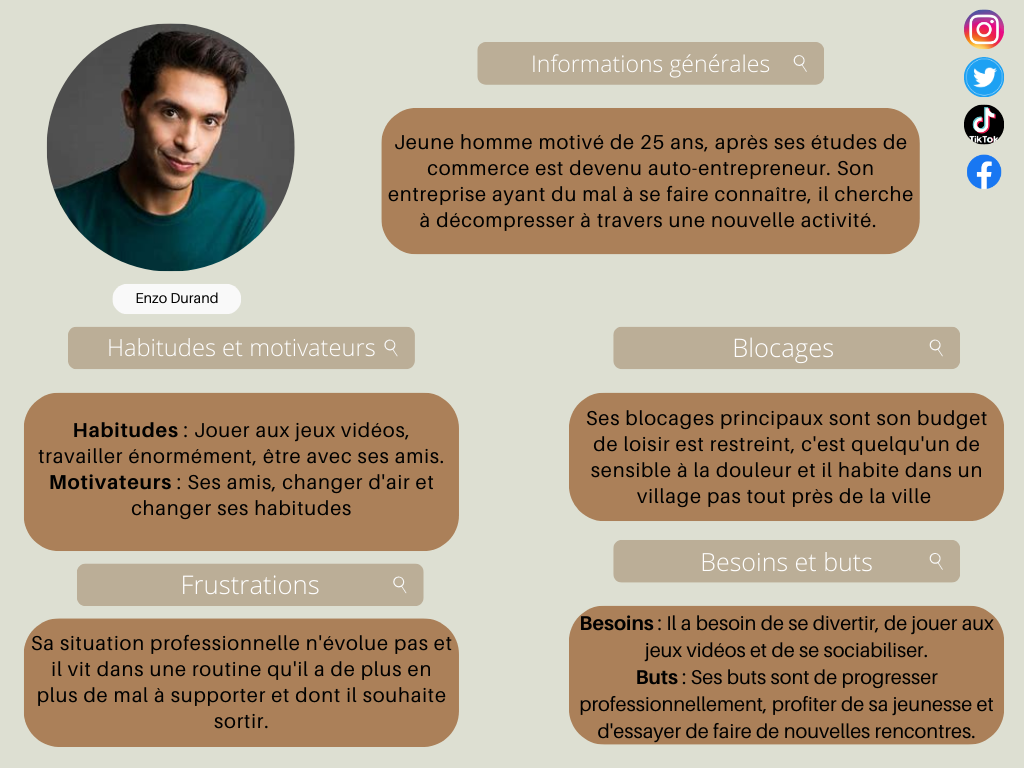 Informations générales
TikTok
Jeune homme motivé de 25 ans, après ses études de
commerce est devenu auto-entrepreneur. Son
entreprise ayant du mal à se faire connaître, il cherche
à décompresser à travers une nouvelle activité.
Enzo Durand
Habitudes et motivateurs
Habitudes : Jouer aux jeux vidéos,
travailler énormément, être avec ses amis.
Motivateurs : Ses amis, changer d'air et
changer ses habitudes
Blocages
Ses blocages principaux sont son budget
de loisir est restreint, c'est quelqu'un de
sensible à la douleur et il habite dans un
village pas tout près de la ville
Frustrations
Sa situation professionnelle n'évolue pas et
il vit dans une routine qu'il a de plus en
plus de mal à supporter et dont il souhaite
sortir.
Besoins et buts
Besoins : Il a besoin de se divertir, de jouer aux
jeux vidéos et de se sociabiliser.
Buts : Ses buts sont de progresser
professionnellement, profiter de sa jeunesse et
d'essayer de faire de nouvelles rencontres.